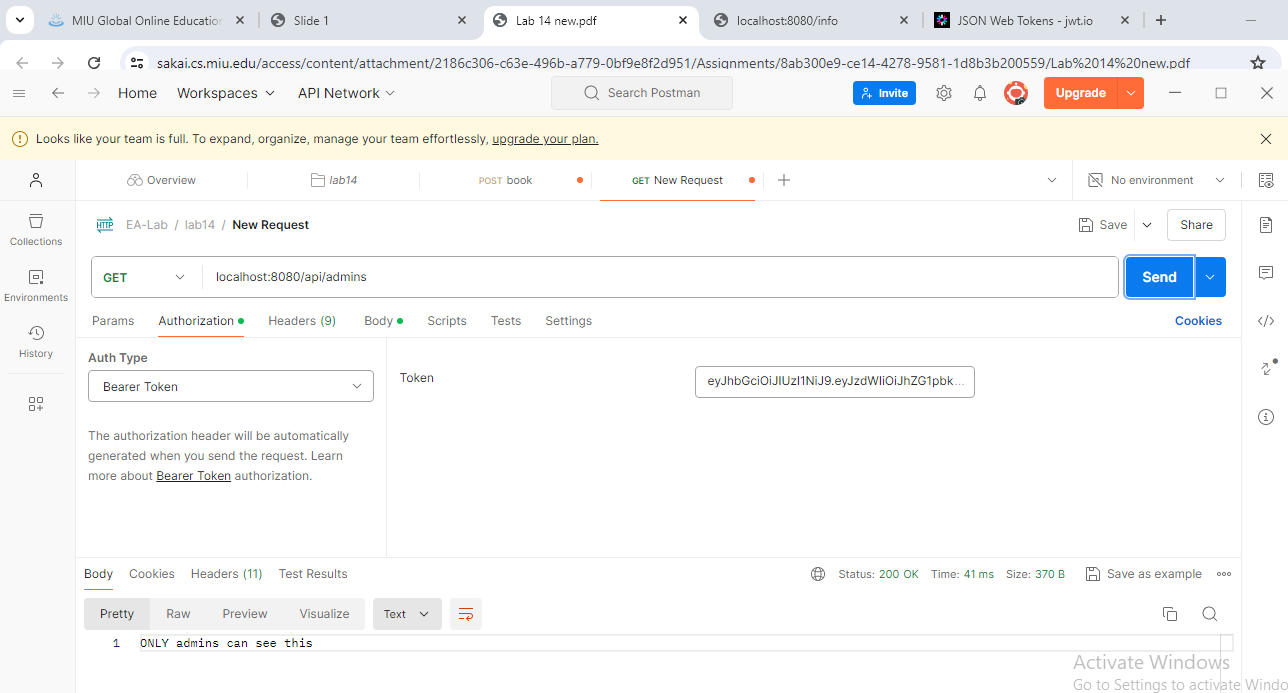 MIU Global Online Education
Slide 1
Lab 14 new.pdf
localhost:8080/info
JSON Web Tokens - jwt.io
sakai.cs.miu.edu/access/content/attachment/2186c306-c63e-496b-a779-0bf9e8f2d951/Assignments/8ab300e9-ce14-4278-9581-1d8b3b200559/Lab%2014%20new.pdf
Home Workspaces API Network Search Postman Invite Upgrade
Looks like your team is full. To expand, organize, manage your team effortlessly, upgrade your plan.
Overview lab14 POST book GET New Request No environment
HTTP EA-Lab / lab14 / New Request Save Share
Collections
Environments
History
GET localhost:8080/api/admins Send
Params Authorization Headers (9) Body Scripts Tests Settings Cookies
Auth Type
Bearer Token
Token eyJhbGciOiJIUzI1NiJ9.eyJzdWIiOiJhZG1pbk...
The authorization header will be automatically
generated when you send the request. Learn
more about Bearer Token authorization.
Body Cookies Headers (11) Test Results Status: 200 OK Time: 41 ms Size: 370 B Save as example
Pretty Raw Preview Visualize Text
1 ONLY admins can see this
Activate Windows
Go to Settings to activate Windo